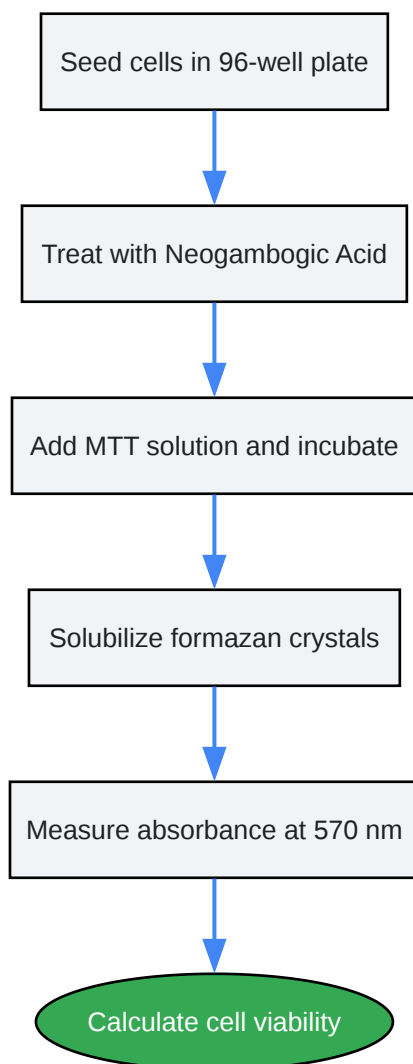 Seed cells in 96-well plate
Treat with Neogambogic Acid
Add MTT solution and incubate
Solubilize formazan crystals
Measure absorbance at 570 nm
Calculate cell viability